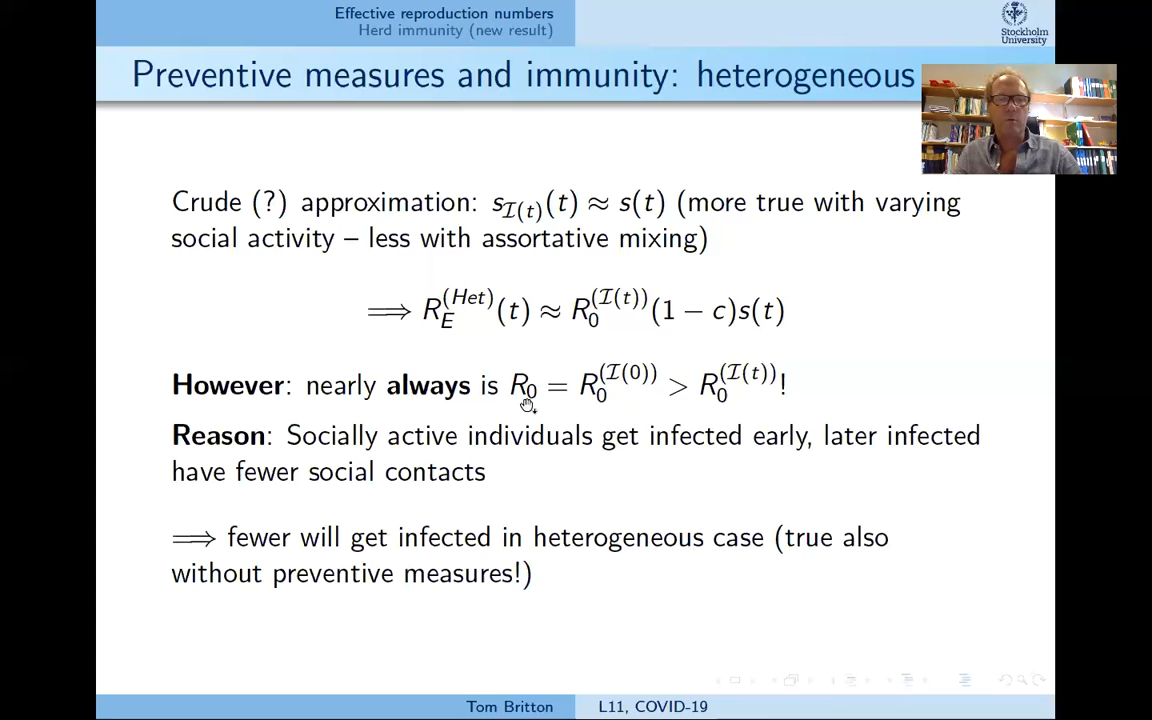 Effective reproduction numbers
Herd immunity (new result)
Stockholm
University
Preventive measures and immunity: heterogeneous
Crude (?) approximation: s_{ℐ(t)}(t) ≈ s(t) (more true with varying
social activity – less with assortative mixing)
⟹ R_E^{(Het)}(t) ≈ R_0^{(ℐ(t))}(1 − c)s(t)
However: nearly always is R_0 = R_0^{(ℐ(0))} > R_0^{(ℐ(t))}!
Reason: Socially active individuals get infected early, later infected
have fewer social contacts
⟹ fewer will get infected in heterogeneous case (true also
without preventive measures!)
Tom Britton
L11, COVID-19